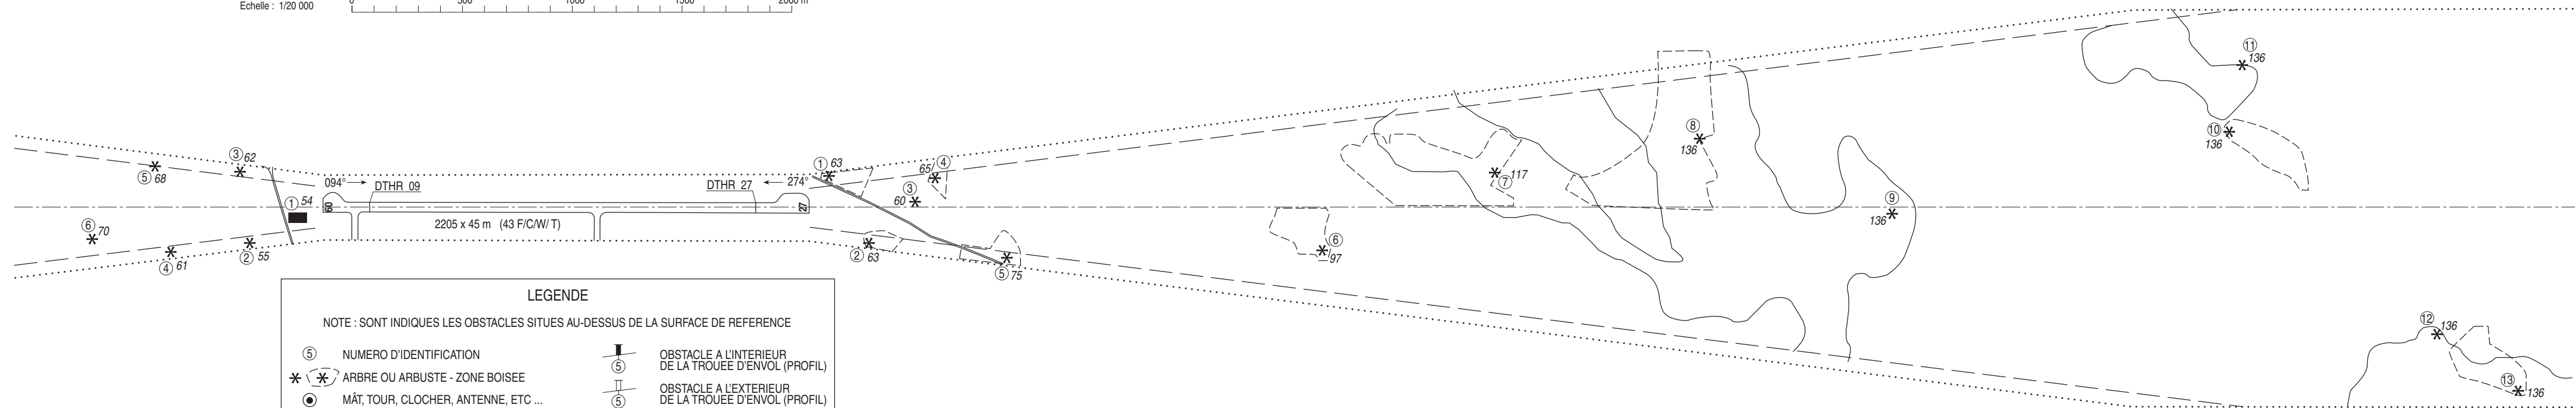 Echelle : 1/20 000
0 500 1000 1500 2000 m
11
136
8
136
10
136
3 62
5 68
1 54
6 70
4 61
2 55
094° DTHR 09
DTHR 27 274°
09 27
2205 x 45 m (43 F/C/W/ T)
1 63
65 4
3
60
2 63
5 75
6
97
7 117
9
136
12 136
13 136
LEGENDE
NOTE : SONT INDIQUES LES OBSTACLES SITUES AU-DESSUS DE LA SURFACE DE REFERENCE
5 NUMERO D'IDENTIFICATION
ARBRE OU ARBUSTE - ZONE BOISEE
MÂT, TOUR, CLOCHER, ANTENNE, ETC ...
5 OBSTACLE A L'INTERIEUR
DE LA TROUEE D'ENVOL (PROFIL)
5 OBSTACLE A L'EXTERIEUR
DE LA TROUEE D'ENVOL (PROFIL)